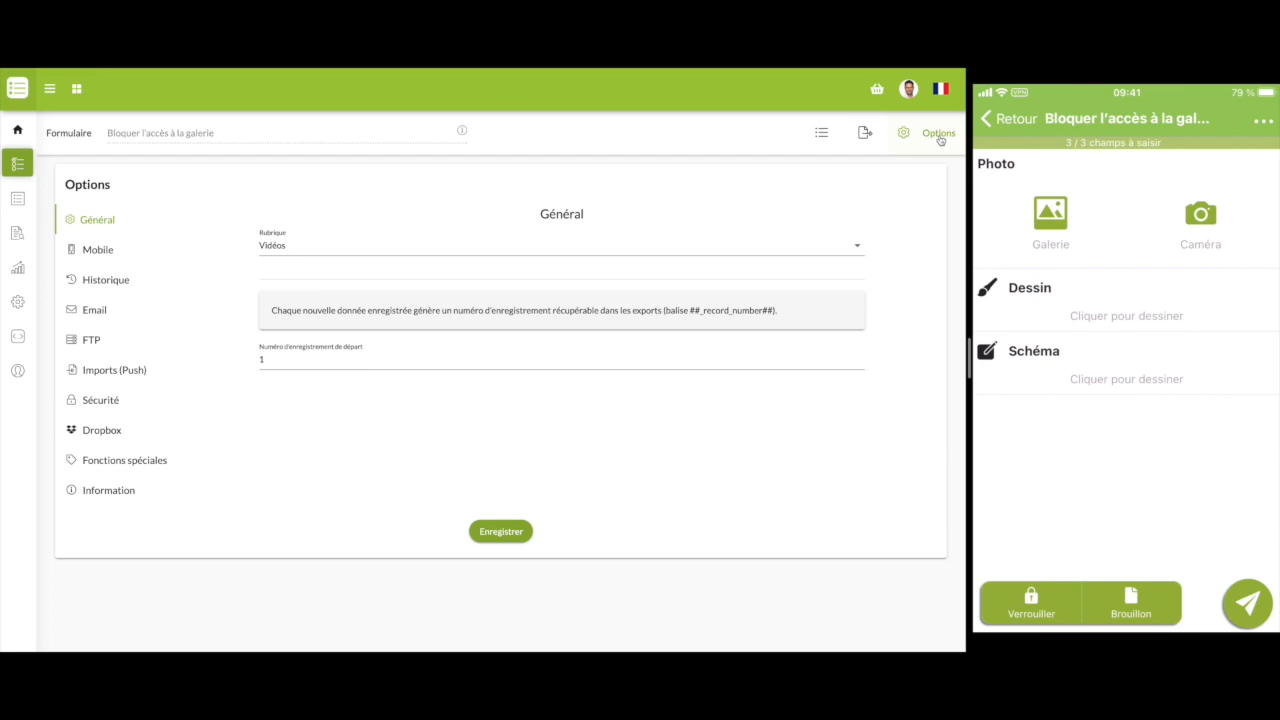 Formulaire
Bloquer l'accès à la galerie
Options
Options
Général
Mobile
Historique
Email
FTP
Imports (Push)
Sécurité
Dropbox
Fonctions spéciales
Information
Général
Rubrique
Vidéos
Chaque nouvelle donnée enregistrée génère un numéro d'enregistrement récupérable dans les exports (balise ##_record_number##).
Numéro d'enregistrement de départ
1
Enregistrer
VPN 09:41 79 %
Retour Bloquer l'accès à la gal...
3 / 3 champs à saisir
Photo
Galerie Caméra
Dessin
Cliquer pour dessiner
Schéma
Cliquer pour dessiner
Verrouiller Brouillon